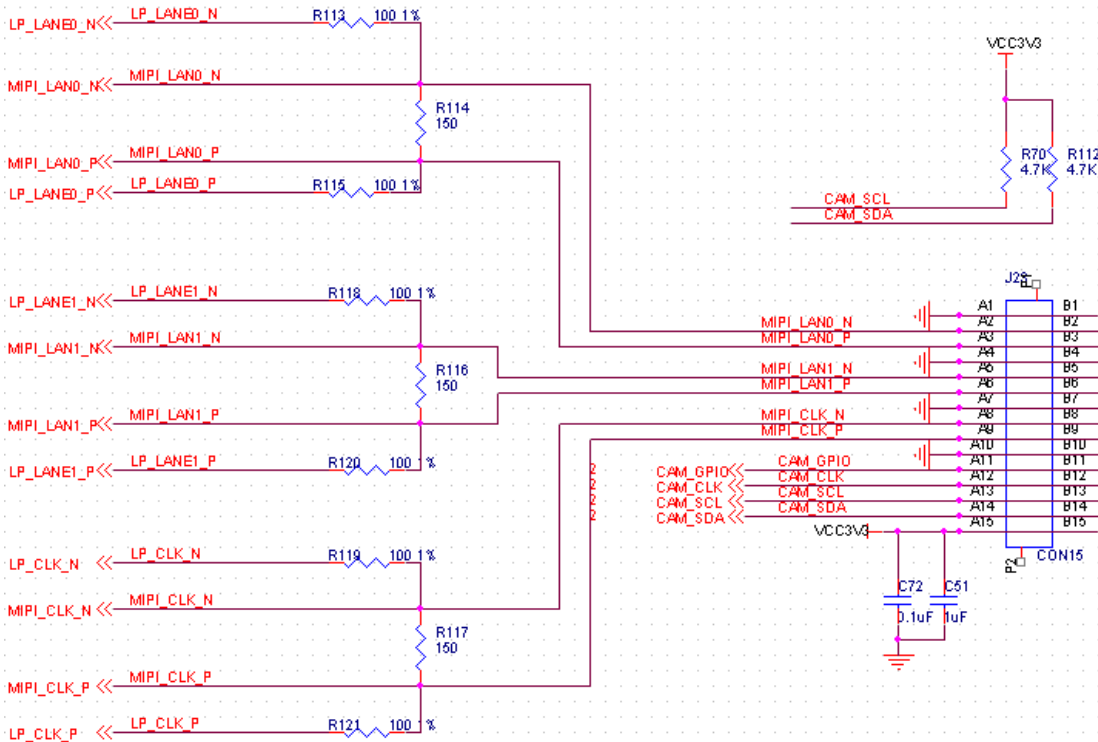 LP_LANE0_N LP_LANE0_N R113 100 1%
MIPI_LAN0_N MIPI_LAN0_N
R114
150
MIPI_LAN0_P MIPI_LAN0_P
LP_LANE0_P LP_LANE0_P R115 100 1%
VCC3V3
R70 R112
4.7K 4.7K
CAM_SCL
CAM_SDA
LP_LANE1_N LP_LANE1_N R118 100 1%
MIPI_LAN1_N MIPI_LAN1_N
R116
150
MIPI_LAN1_P MIPI_LAN1_P
LP_LANE1_P LP_LANE1_P R120 100 1%
LP_CLK_N LP_CLK_N R119 100 1%
MIPI_CLK_N MIPI_CLK_N
R117
150
MIPI_CLK_P MIPI_CLK_P
LP_CLK_P LP_CLK_P R121 100 1%
A1 B1
MIPI_LAN0_N A2 B2
MIPI_LAN0_P A3 B3
A4 B4
MIPI_LAN1_N A5 B5
MIPI_LAN1_P A6 B6
A7 B7
MIPI_CLK_N A8 B8
MIPI_CLK_P A9 B9
A10 B10
CAM_GPIO CAM_GPIO A11 B11
CAM_CLK CAM_CLK A12 B12
CAM_SCL CAM_SCL A13 B13
CAM_SDA CAM_SDA A14 B14
VCC3V3 A15 B15
P2 CON15
C72 C51
0.1uF 1uF